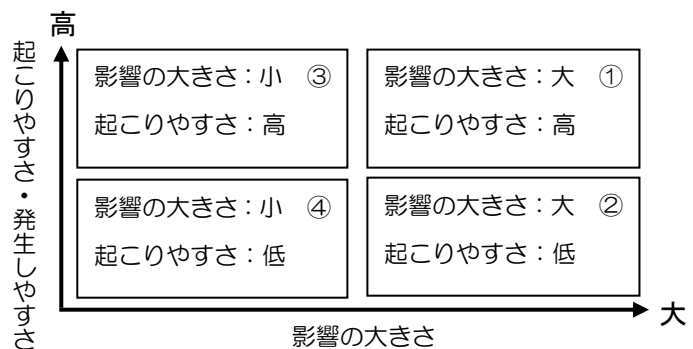 高
起こりやすさ・発生しやすさ
影響の大きさ：小　③
起こりやすさ：高
影響の大きさ：大　①
起こりやすさ：高
影響の大きさ：小　④
起こりやすさ：低
影響の大きさ：大　②
起こりやすさ：低
大
影響の大きさ